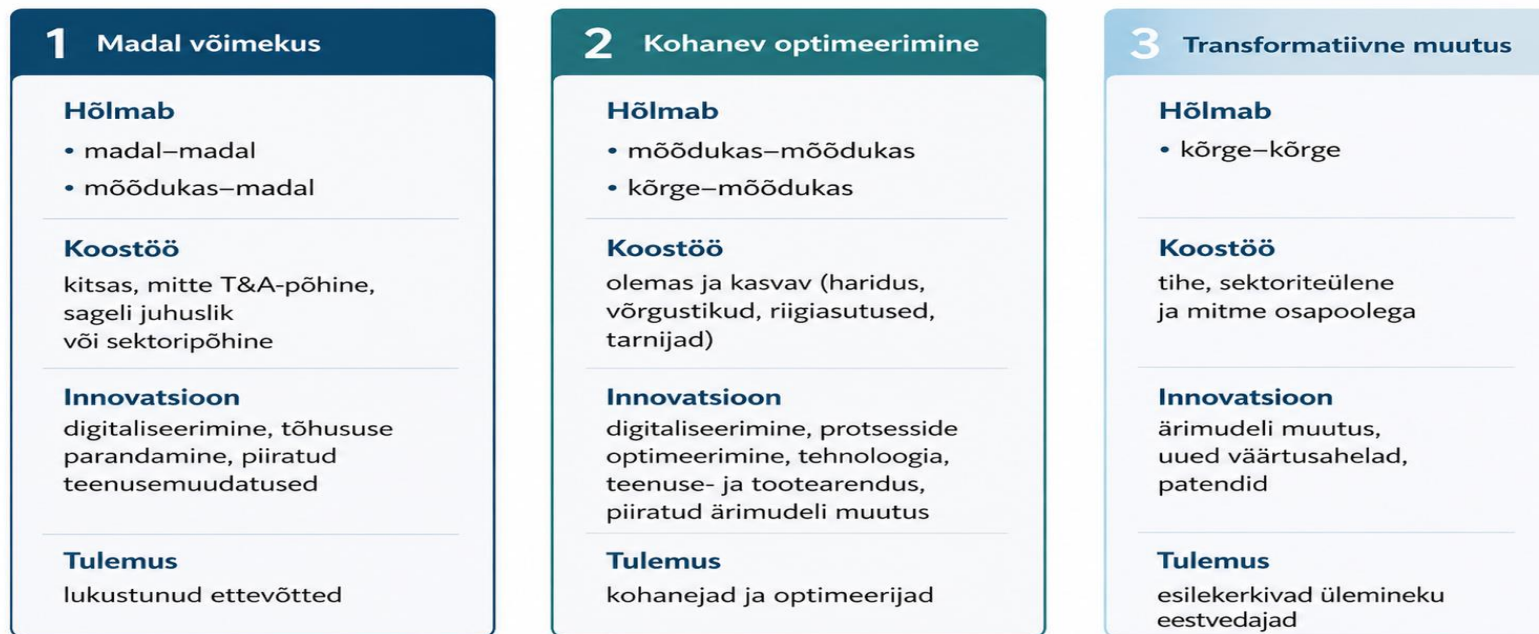 1 Madal võimekus
Hõlmab
• madal–madal
• mõõdukas–madal
Koostöö
kitsas, mitte T&A-põhine,
sageli juhuslik
või sektoripõhine
Innovatsioon
digitaliseerimine, tõhususe
parandamine, piiratud
teenusemuudatused
Tulemus
lukustunud ettevõtted
2 Kohanev optimeerimine
Hõlmab
• mõõdukas–mõõdukas
• kõrge–mõõdukas
Koostöö
olemas ja kasvav (haridus,
võrgustikud, riigiasutused,
tarnijad)
Innovatsioon
digitaliseerimine, protsesside
optimeerimine, tehnoloogia,
teenuse- ja tootearendus,
piiratud ärimudeli muutus
Tulemus
kohanejad ja optimeerijad
3 Transformatiivne muutus
Hõlmab
• kõrge–kõrge
Koostöö
tihe, sektoriteülene
ja mitme osapoolega
Innovatsioon
ärimudeli muutus,
uued väärtusahelad,
patendid
Tulemus
esilekerkivad ülemineku
eestvedajad